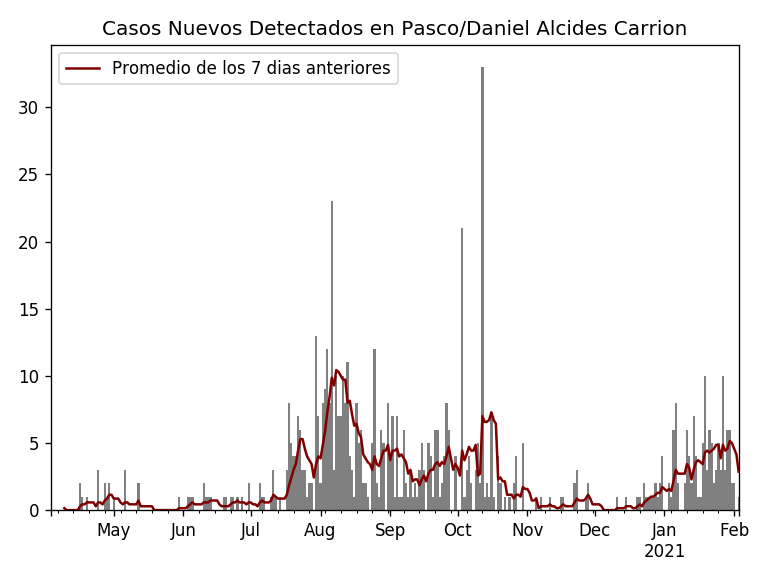 Casos Nuevos Detectados en Pasco/Daniel Alcides Carrion
Promedio de los 7 dias anteriores
30
25
20
15
10
5
0
May Jun Jul Aug Sep Oct Nov Dec Jan Feb
2021